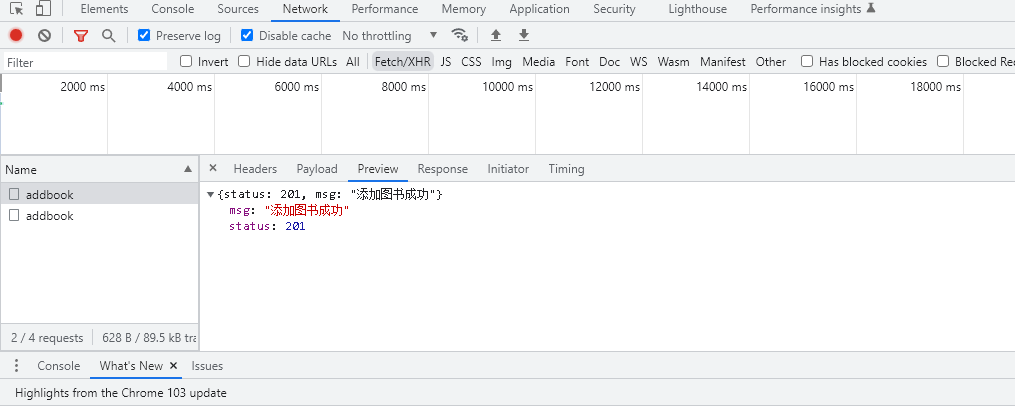 Elements Console Sources Network Performance Memory Application Security Lighthouse Performance insights
Preserve log Disable cache No throttling
Filter Invert Hide data URLs All Fetch/XHR JS CSS Img Media Font Doc WS Wasm Manifest Other Has blocked cookies Blocked Rec
2000 ms 4000 ms 6000 ms 8000 ms 10000 ms 12000 ms 14000 ms 16000 ms 18000 ms
Name Headers Payload Preview Response Initiator Timing
addbook
addbook
{status: 201, msg: "添加图书成功"}
msg: "添加图书成功"
status: 201
2 / 4 requests 628 B / 89.5 kB tra
Console What's New Issues
Highlights from the Chrome 103 update